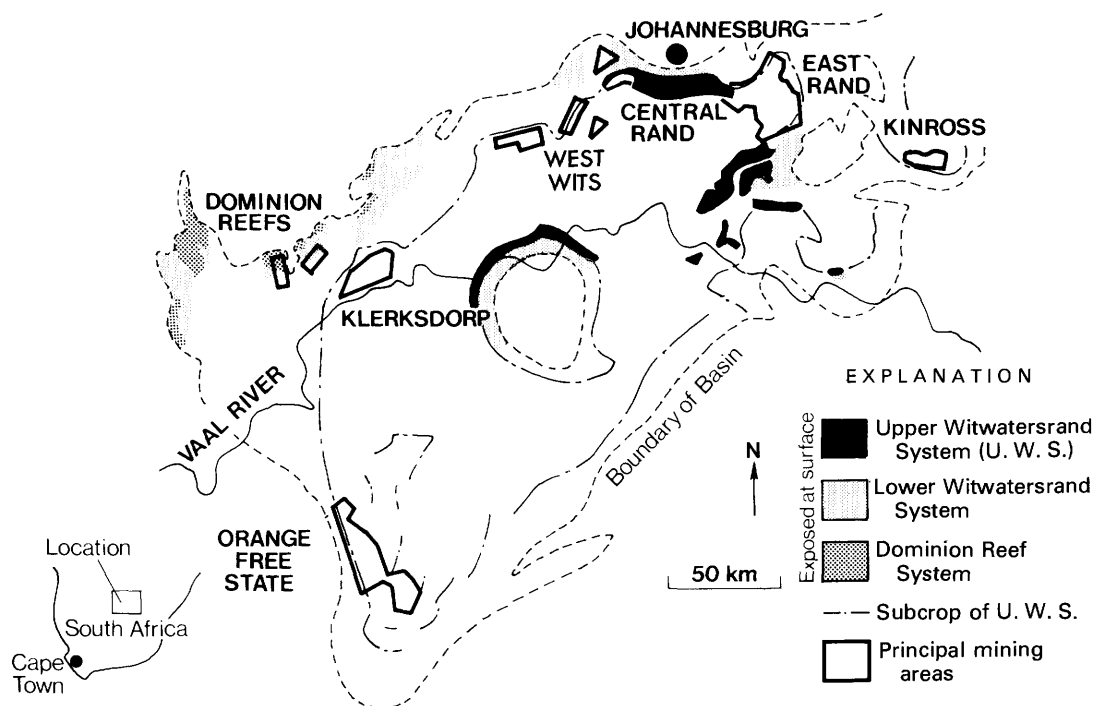 JOHANNESBURG
EAST
RAND
CENTRAL
RAND
KINROSS
WEST
WITS
DOMINION
REEFS
KLERKSDORP
VAAL RIVER
Boundary of Basin
ORANGE
FREE
STATE
N
50 km
EXPLANATION
Exposed at surface
Upper Witwatersrand
System (U. W. S.)
Lower Witwatersrand
System
Dominion Reef
System
Subcrop of U. W. S.
Principal mining
areas
Location
South Africa
Cape
Town